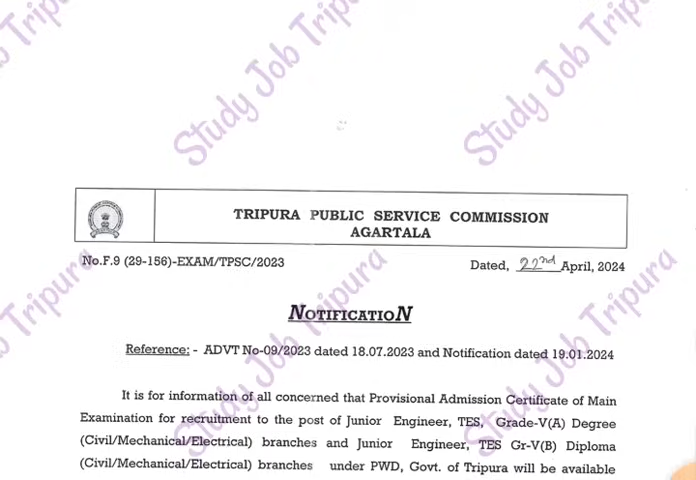 Study Job Tripura
Study Job Tripura
TRIPURA PUBLIC SERVICE COMMISSION
AGARTALA
No.F.9 (29-156)-EXAM/TPSC/2023
Dated, 22nd April, 2024
NOTIFICATION
Reference: - ADVT No-09/2023 dated 18.07.2023 and Notification dated 19.01.2024
It is for information of all concerned that Provisional Admission Certificate of Main
Examination for recruitment to the post of Junior Engineer, TES, Grade-V(A) Degree
(Civil/Mechanical/Electrical) branches and Junior Engineer, TES Gr-V(B) Diploma
(Civil/Mechanical/Electrical) branches under PWD, Govt. of Tripura will be available
Tripura
Tripura
Study Job Tripura
Study Job Tripura